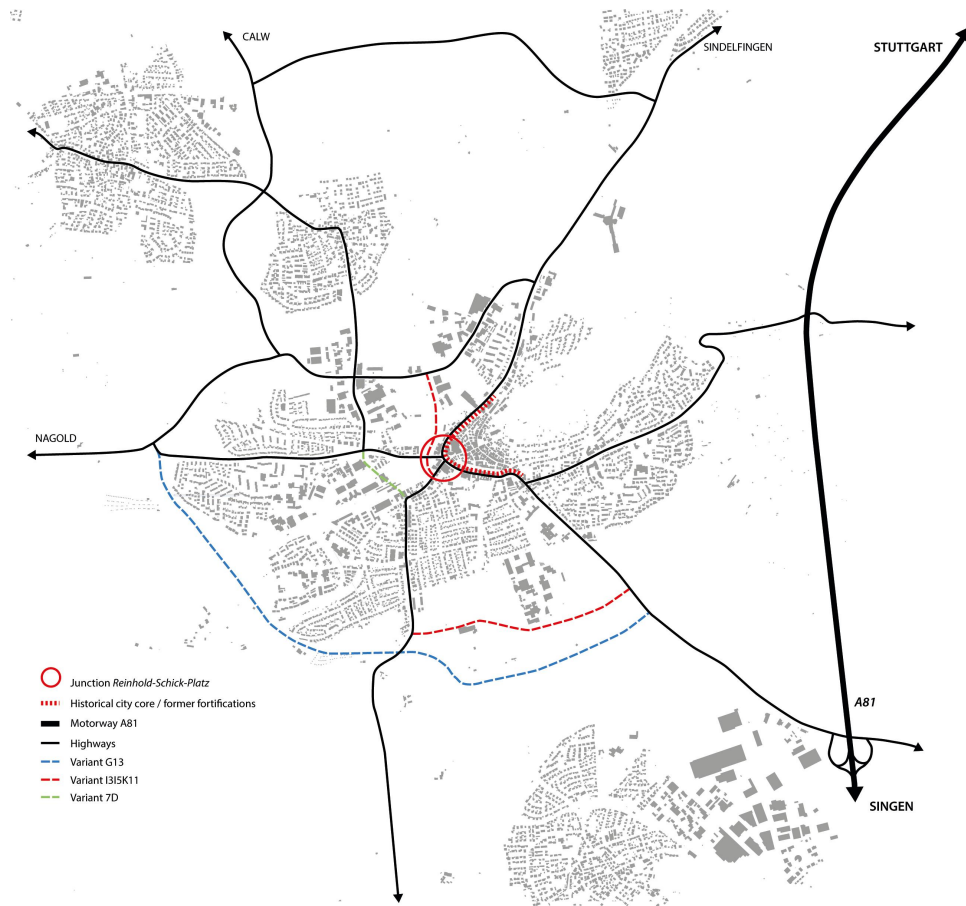 CALW
SINDELFINGEN
STUTTGART
NAGOLD
Junction Reinhold-Schick-Platz
Historical city core / former fortifications
Motorway A81
Highways
Variant G13
Variant I3I5K11
Variant 7D
A81
SINGEN